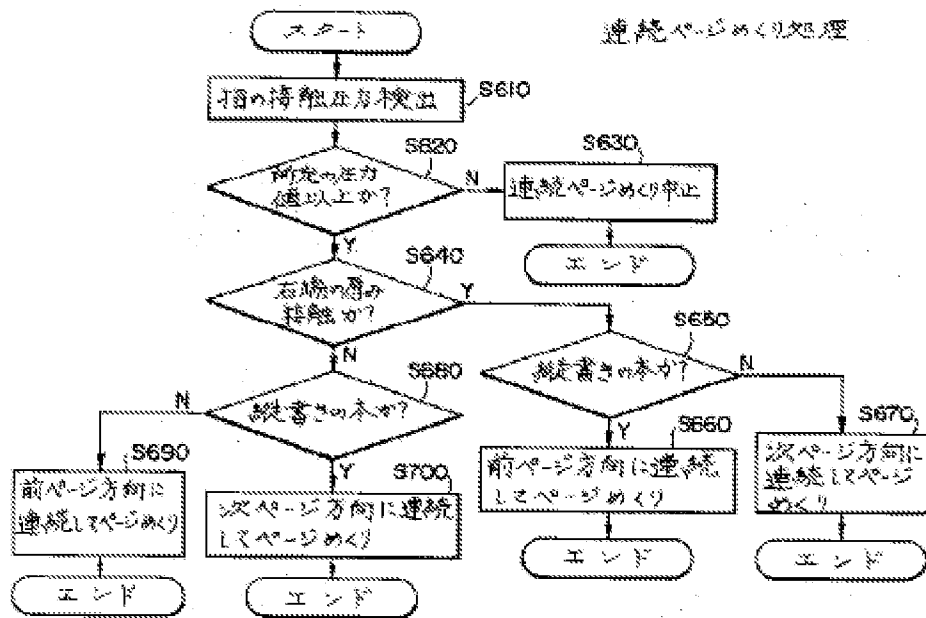 連続ページめくり処理
スタート
S610
指の接触圧力検出
S620
所定の圧力
値以上か?
N
S630
連続ページめくり中止
エンド
Y
S640
右端の層の
接触か?
Y
N
S650
縦書きの本か?
N
Y
S660
前ページ方向に連続
してページめくり
エンド
S670
次ページ方向に
連続してページ
めくり
エンド
S680
縦書きの本か?
N
Y
S690
前ページ方向に
連続してページめくり
エンド
S700
次ページ方向に連続
してページめくり
エンド